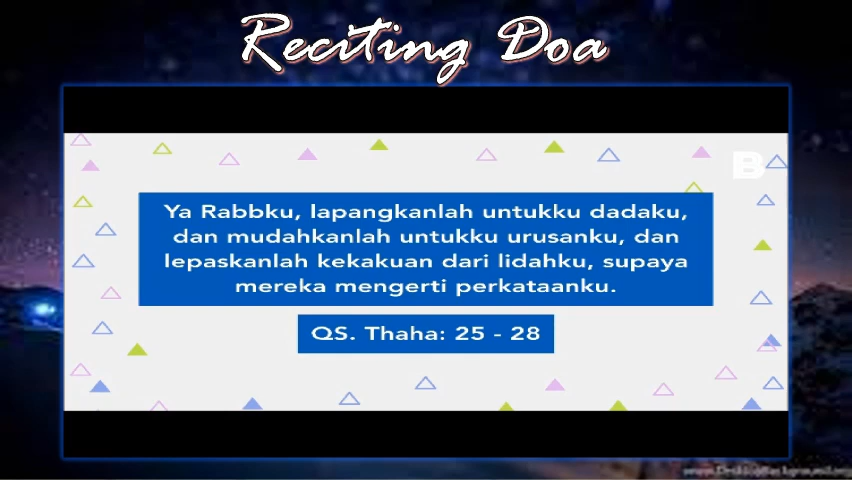 Reciting Doa
B
Ya Rabbku, lapangkanlah untukku dadaku,
dan mudahkanlah untukku urusanku, dan
lepaskanlah kekakuan dari lidahku, supaya
mereka mengerti perkataanku.
QS. Thaha: 25 - 28